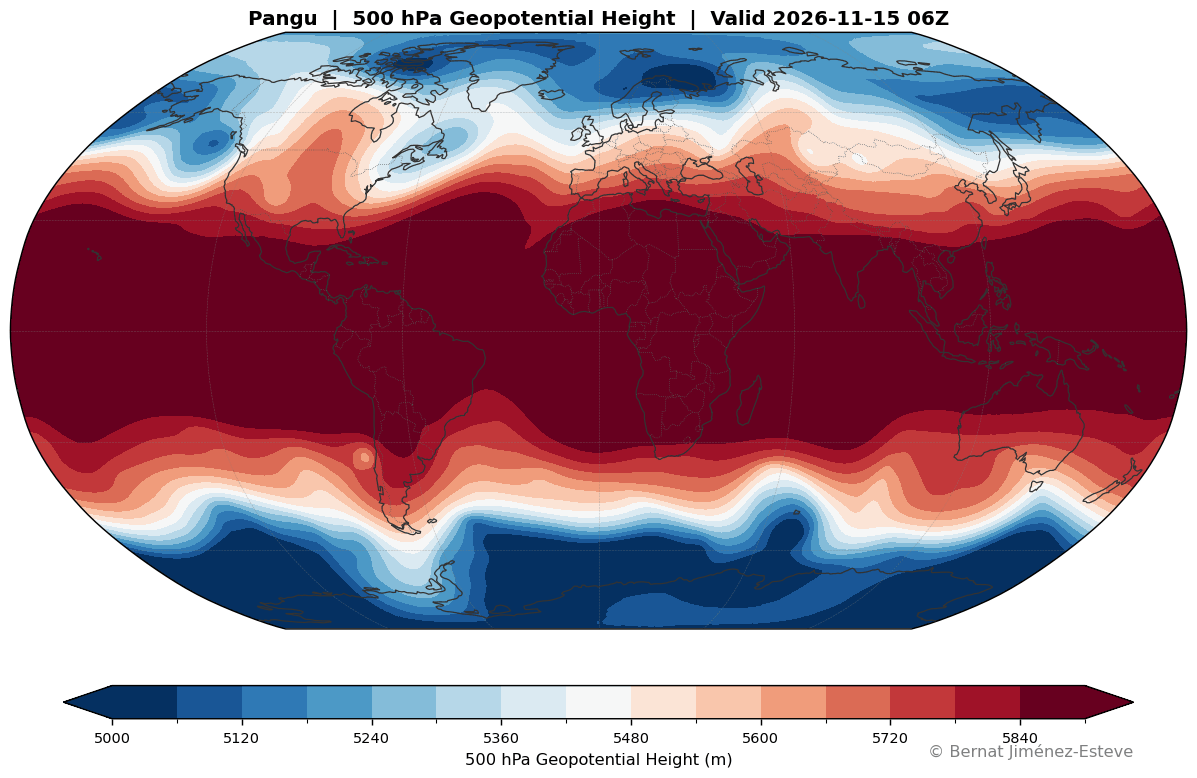 Pangu  |  500 hPa Geopotential Height  |  Valid 2026-11-15 06Z
5000 5120 5240 5360 5480 5600 5720 5840
500 hPa Geopotential Height (m)
© Bernat Jiménez-Esteve